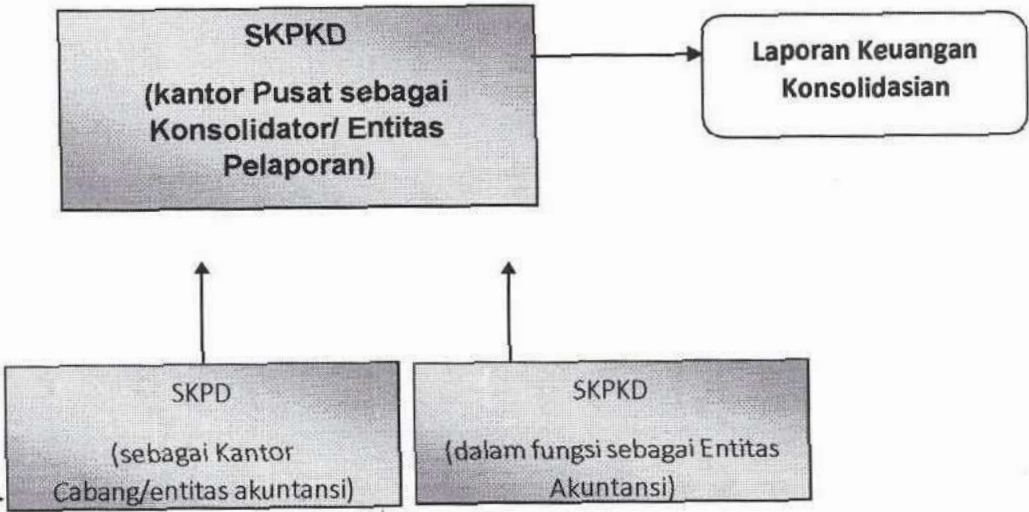 SKPKD
(kantor Pusat sebagai
Konsolidator/ Entitas
Pelaporan)
Laporan Keuangan
Konsolidasian
SKPD
(sebagai Kantor
Cabang/entitas akuntansi)
SKPKD
(dalam fungsi sebagai Entitas
Akuntansi)